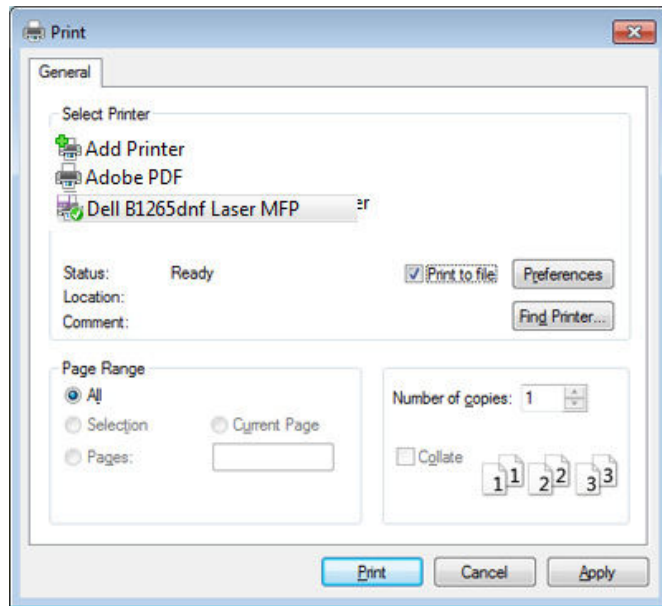 Print
General
Select Printer
Add Printer
Adobe PDF
Dell B1265dnf Laser MFP er
Status: Ready
Print to file
Preferences
Location:
Comment:
Find Printer...
Page Range
All
Selection
Current Page
Pages:
Number of copies: 1
Collate
1 1 2 2 3 3
Print Cancel Apply